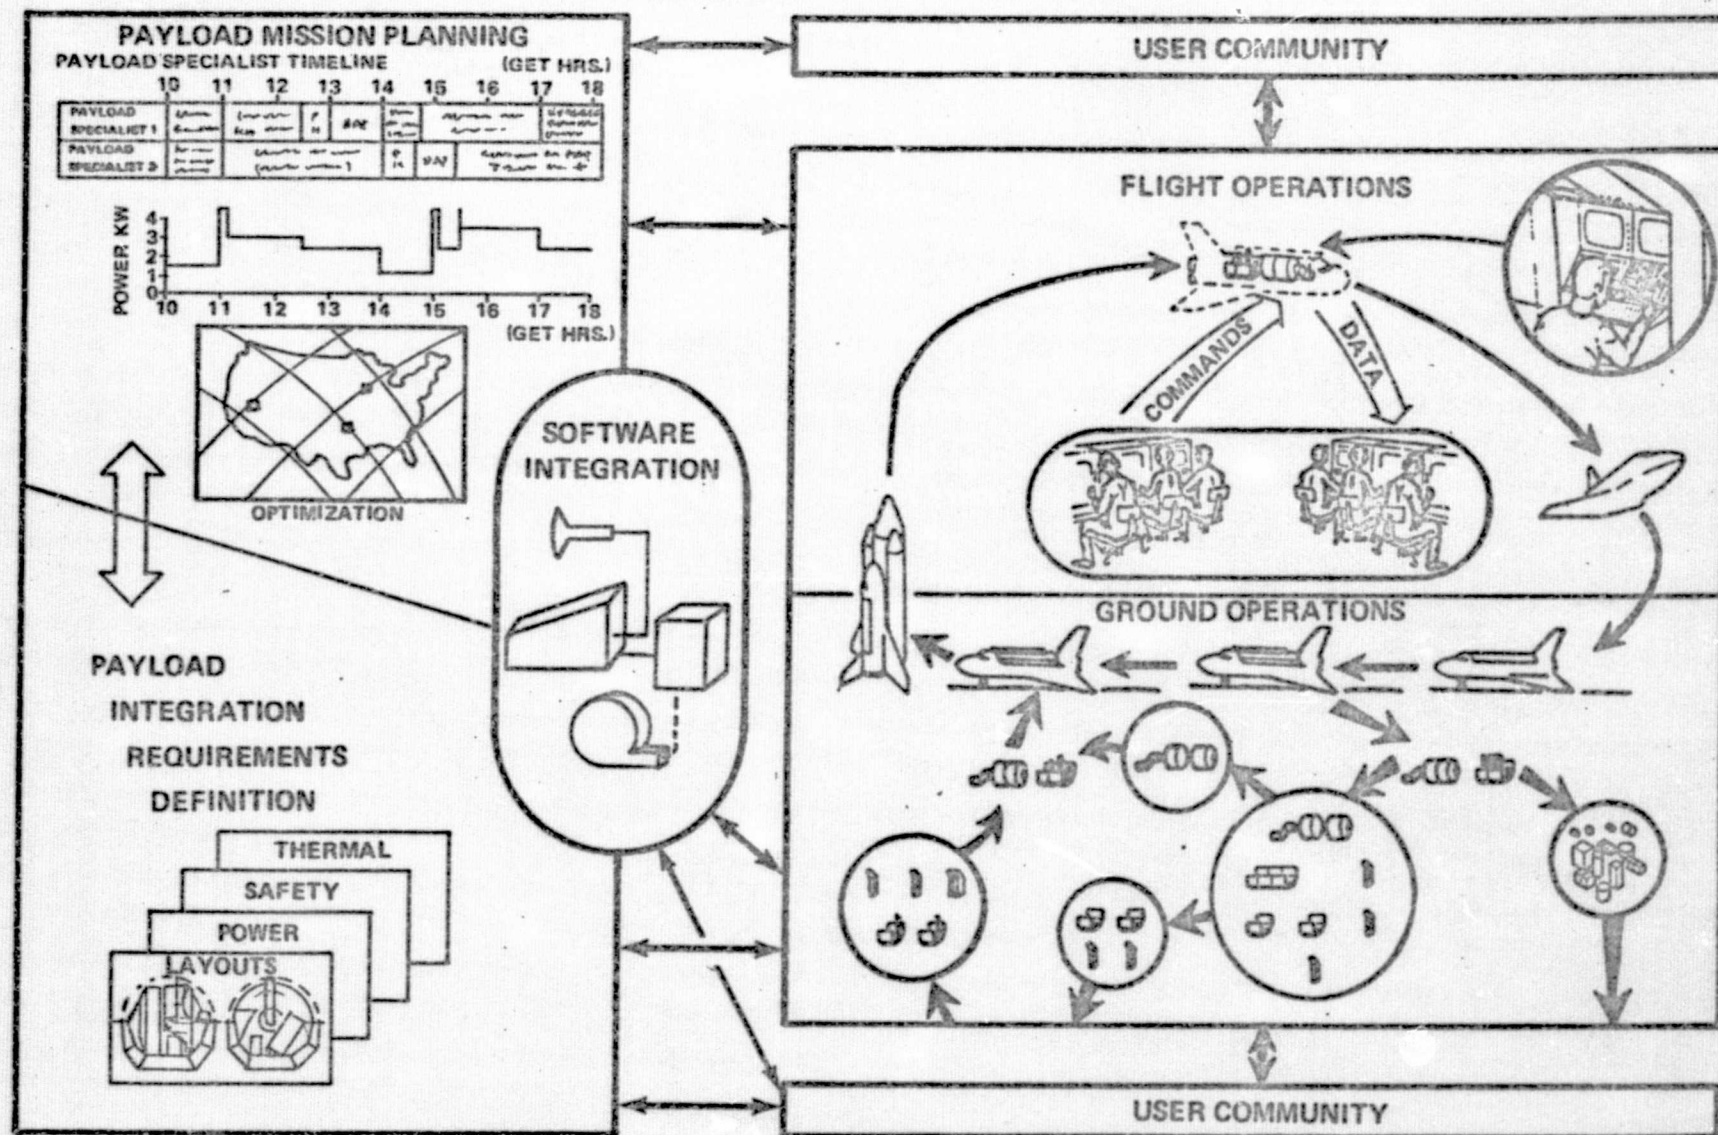 PAYLOAD MISSION PLANNING
PAYLOAD SPECIALIST TIMELINE (GET HRS.)
10 11 12 13 14 15 16 17 18
PAYLOAD
SPECIALIST 1
PAYLOAD
SPECIALIST 2
POWER, KW
4
3
2
1
0
10 11 12 13 14 15 16 17 18
(GET HRS.)
OPTIMIZATION
PAYLOAD
INTEGRATION
REQUIREMENTS
DEFINITION
THERMAL
SAFETY
POWER
LAYOUTS
SOFTWARE
INTEGRATION
USER COMMUNITY
FLIGHT OPERATIONS
COMMANDS
DATA
GROUND OPERATIONS
USER COMMUNITY